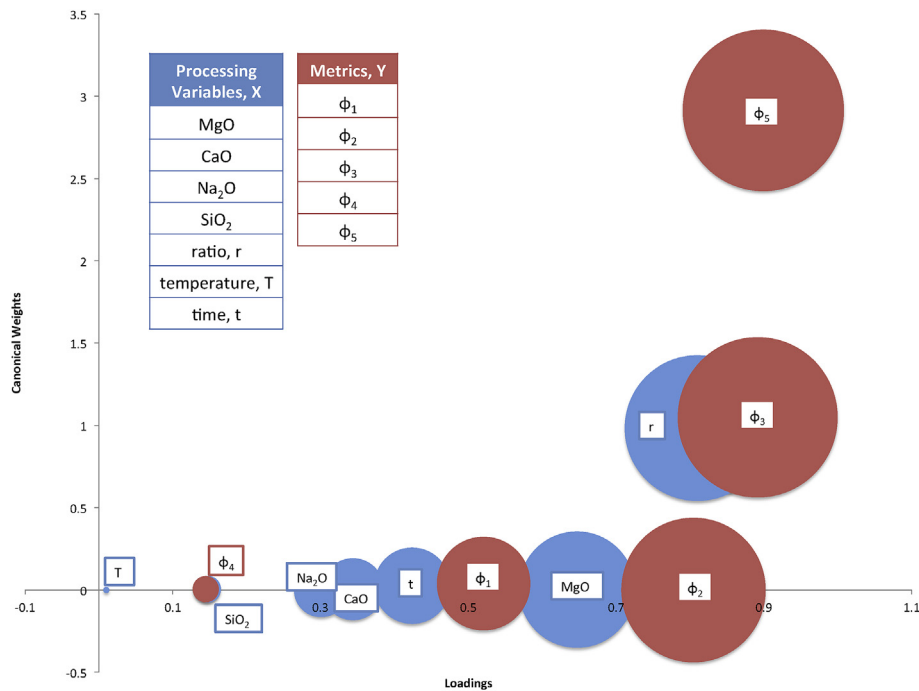 3.5
3
2.5
2
1.5
1
0.5
0
-0.5
Canonical Weights
Processing
Variables, X
MgO
CaO
Na₂O
SiO₂
ratio, r
temperature, T
time, t
Metrics, Y
ϕ₁
ϕ₂
ϕ₃
ϕ₄
ϕ₅
ϕ₅
r
ϕ₃
T
ϕ₄
SiO₂
Na₂O
CaO
t
ϕ₁
MgO
ϕ₂
-0.1
0.1
0.3
0.5
0.7
0.9
1.1
Loadings